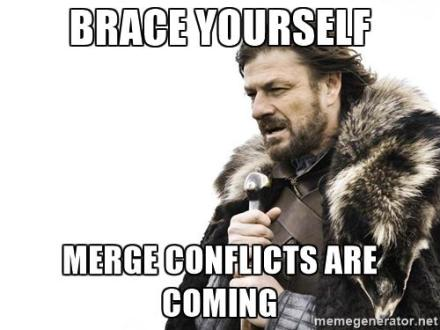 BRACE YOURSELF
MERGE CONFLICTS ARE
COMING
memegenerator.net